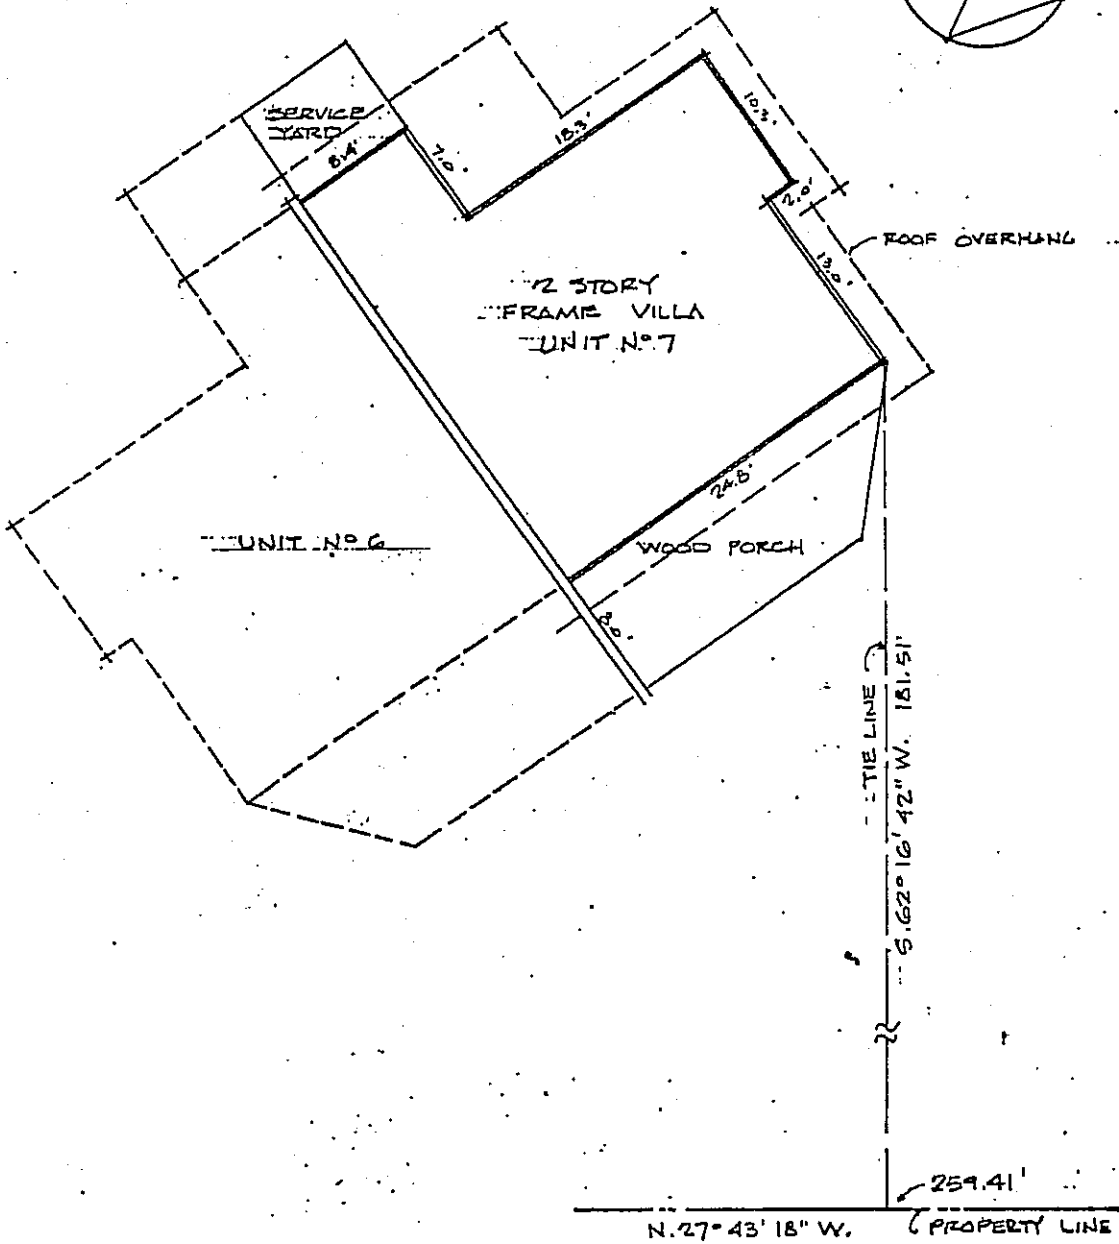 SERVICE
YARD
8.4'
7.0'
18.3'
10.3'
2.0'
13.0'
ROOF OVERHANG
2 STORY
FRAME VILLA
UNIT Nº 7
24.8'
UNIT Nº 6
WOOD PORCH
8.0'
TIE LINE
S.62° 16' 42" W. 181.51'
259.41'
N.27° 43' 18" W.
PROPERTY LINE